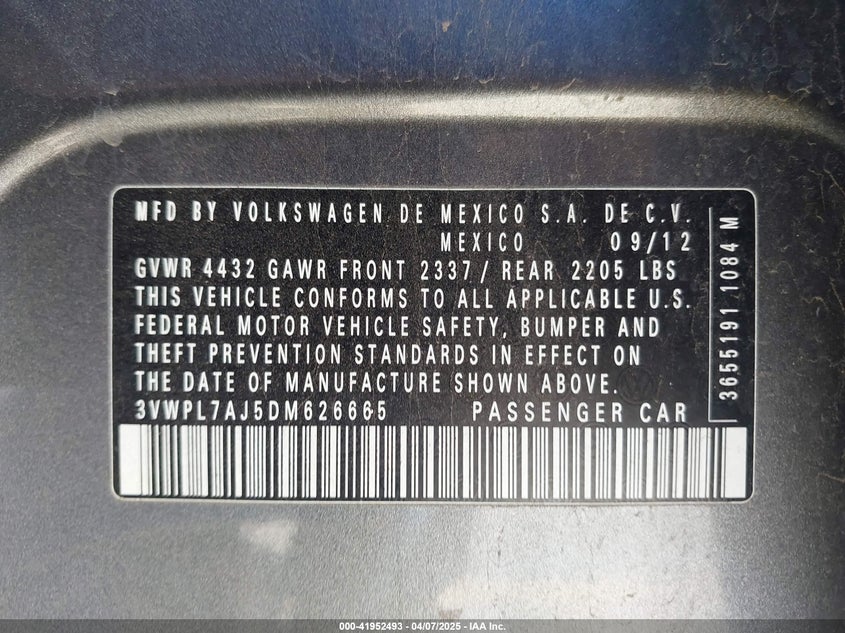 MFD BY VOLKSWAGEN DE MEXICO S.A. DE C.V.
MEXICO 09/12
GVWR 4432 GAWR FRONT 2337/ REAR 2205 LBS
THIS VEHICLE CONFORMS TO ALL APPLICABLE U.S.
FEDERAL MOTOR VEHICLE SAFETY, BUMPER AND
THEFT PREVENTION STANDARDS IN EFFECT ON
THE DATE OF MANUFACTURE SHOWN ABOVE.
3VWPL7AJ5DM626665 PASSENGER CAR
3655191 1084 M
000-41952493 - 04/07/2025 - IAA Inc.